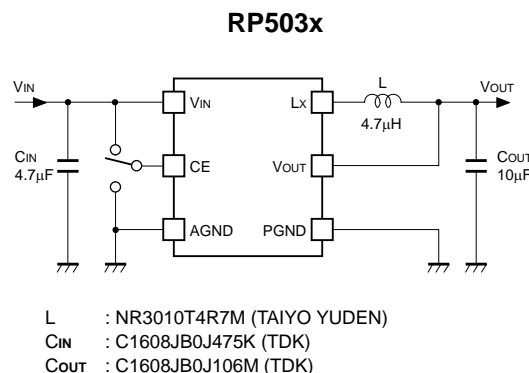 RP503x
VIN
VIN
LX
L
4.7μH
VOUT
CIN
4.7μF
CE
VOUT
COUT
10μF
AGND
PGND
L : NR3010T4R7M (TAIYO YUDEN)
CIN : C1608JB0J475K (TDK)
COUT : C1608JB0J106M (TDK)